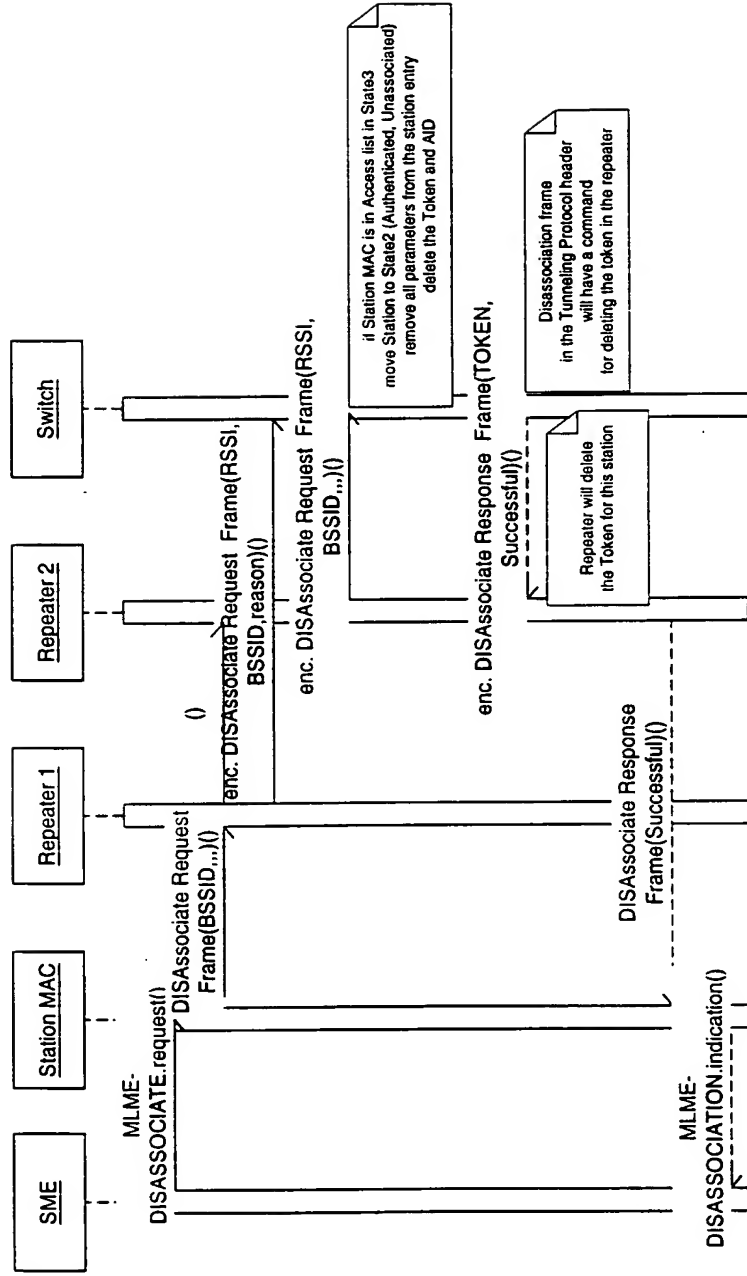 SME
Station MAC
Repeater 1
Repeater 2
Switch
MLME-
DISASSOCIATE.request()
DISAssociate Request
Frame(BSSID,,,)()
()
enc. DISAssociate Request Frame(RSSI,
BSSID,reason)()
enc. DISAssociate Request Frame(RSSI,
BSSID,,,)()
if Station MAC is in Access list in State3
move Station to State2 (Authenticated, Unassociated)
remove all parameters from the station entry
delete the Token and AID
enc. DISAssociate Response Frame(TOKEN,
Successful)()
Disassociation frame
in the Tunneling Protocol header
will have a command
for deleting the token in the repeater
Repeater will delete
the Token for this station
DISAssociate Response
Frame(Successful)()
MLME-
DISASSOCIATION.indication()